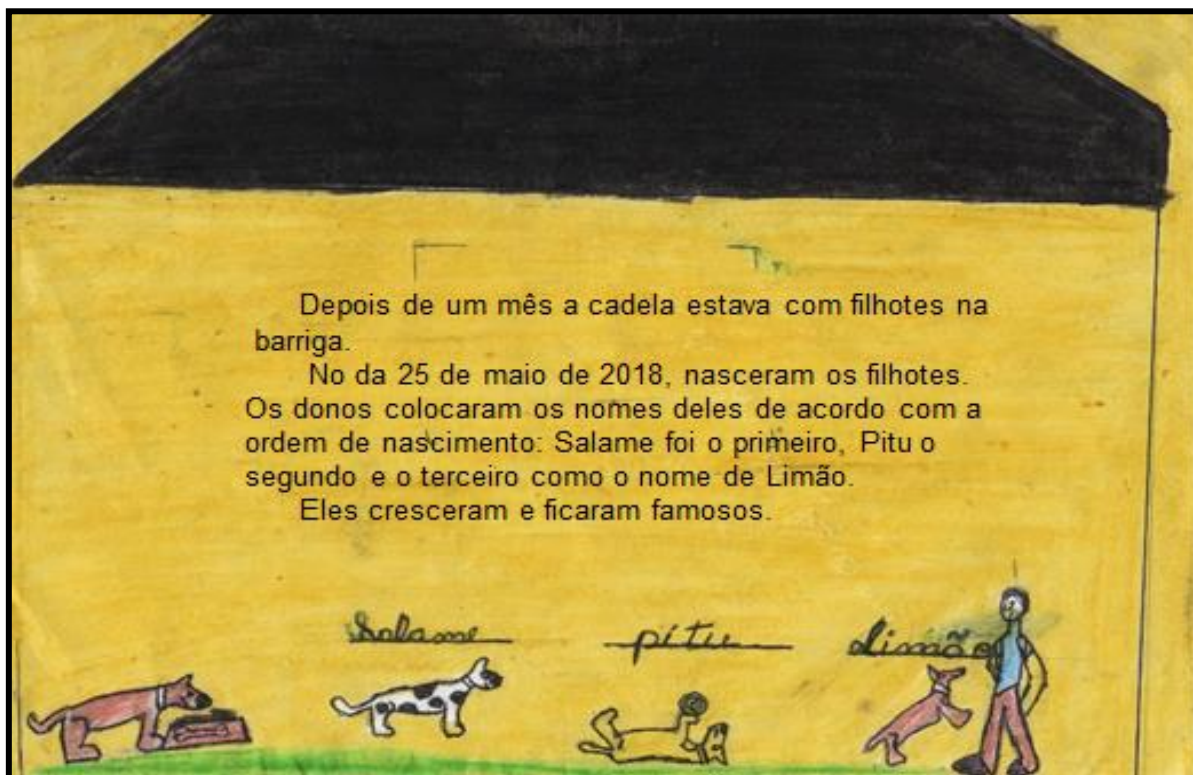 Depois de um mês a cadela estava com filhotes na
barriga.
No da 25 de maio de 2018, nasceram os filhotes.
Os donos colocaram os nomes deles de acordo com a
ordem de nascimento: Salame foi o primeiro, Pitu o
segundo e o terceiro como o nome de Limão.
Eles cresceram e ficaram famosos.
Salame pitu Limão